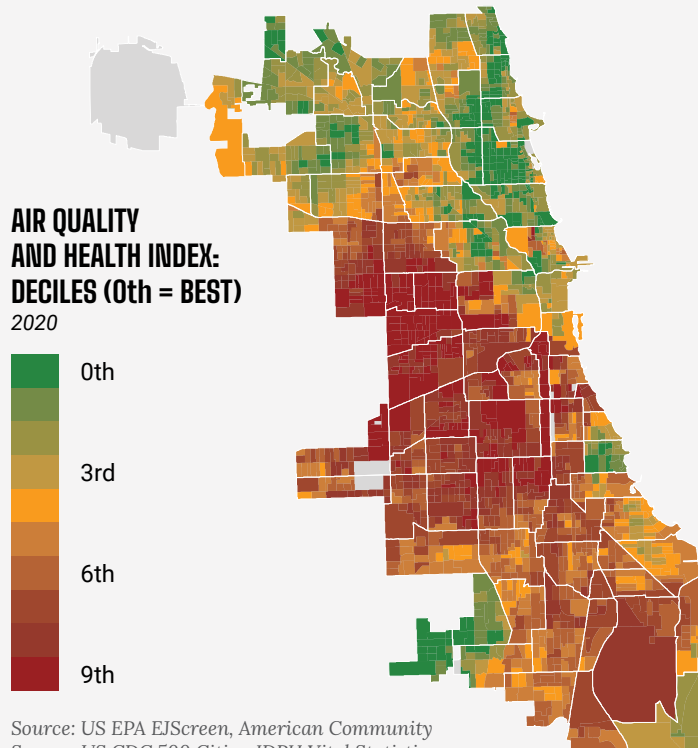 AIR QUALITY
AND HEALTH INDEX:
DECILES (0th = BEST)
2020
0th
3rd
6th
9th
Source: US EPA EJScreen, American Community